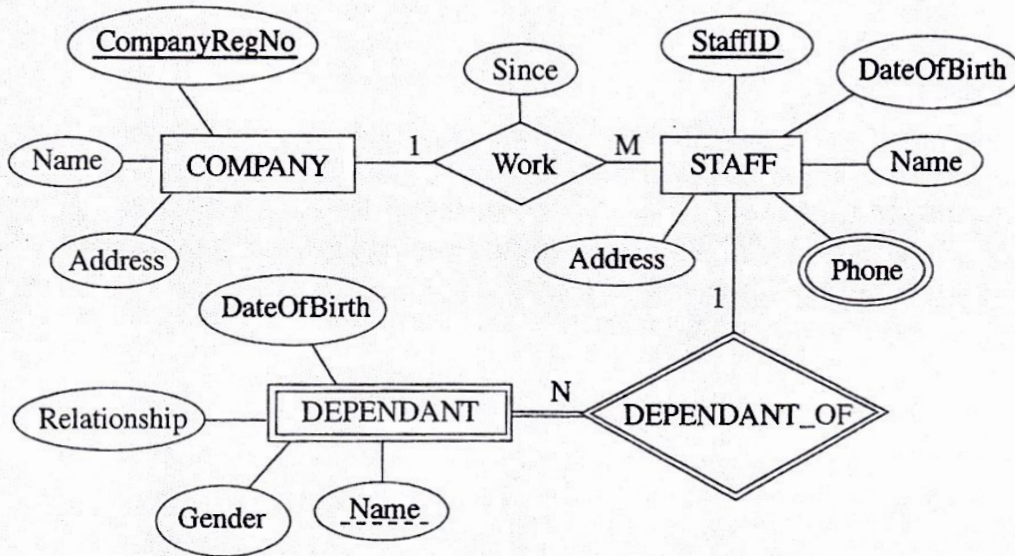 CompanyRegNo
StaffID
Since
DateOfBirth
Name
COMPANY
1
Work
M
STAFF
Name
Address
Address
Phone
DateOfBirth
1
Relationship
DEPENDANT
N
DEPENDANT_OF
Gender
Name